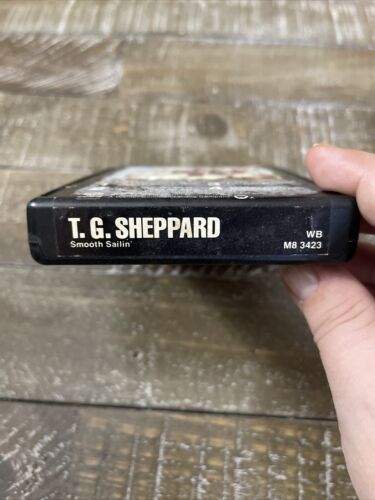 T. G. SHEPPARD
Smooth Sailin'
WB
M8 3423